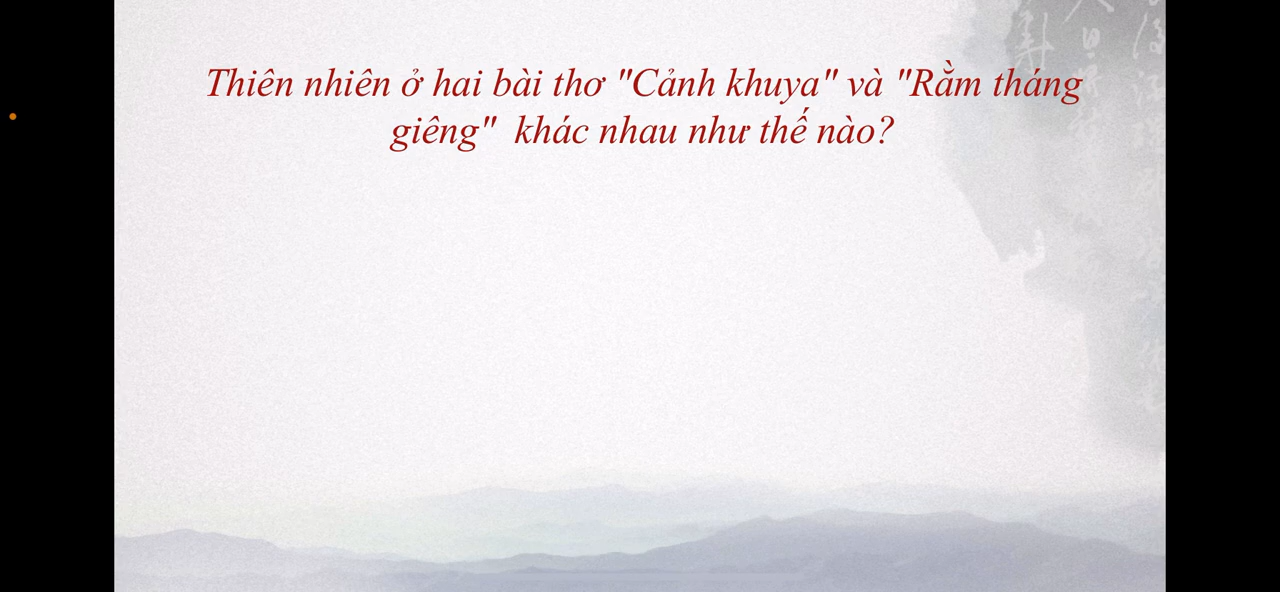 Thiên nhiên ở hai bài thơ "Cảnh khuya" và "Rằm tháng
giêng" khác nhau như thế nào?